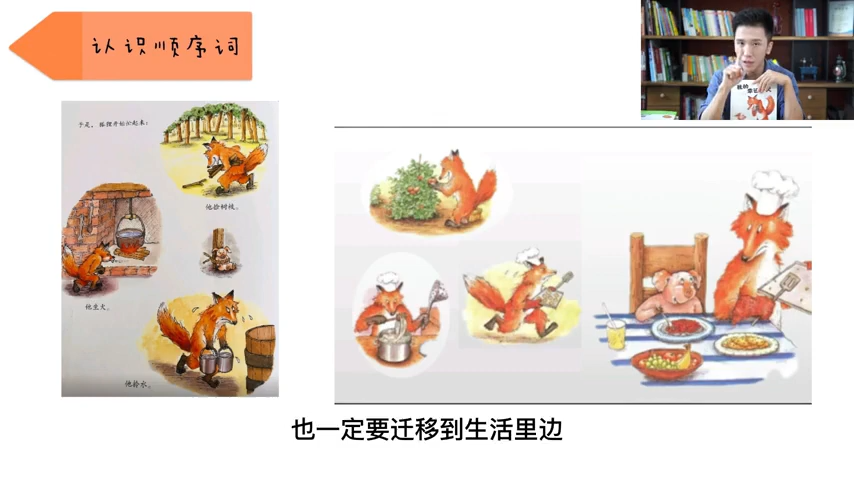 认识顺序词
于是，狐狸开始忙起来：
他拾树枝。
他生火。
他拎水。
也一定要迁移到生活里边